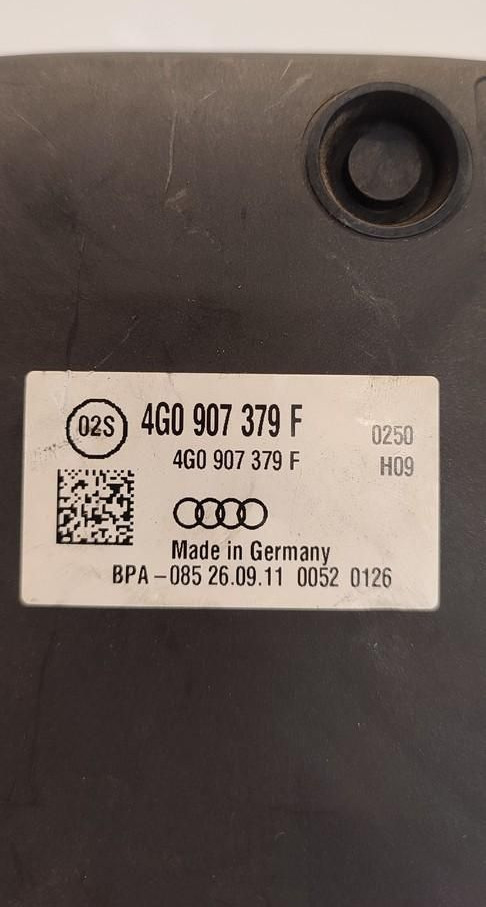 02S 4G0 907 379 F 0250
4G0 907 379 F H09
Made in Germany
BPA-085 26.09.11 0052 0126